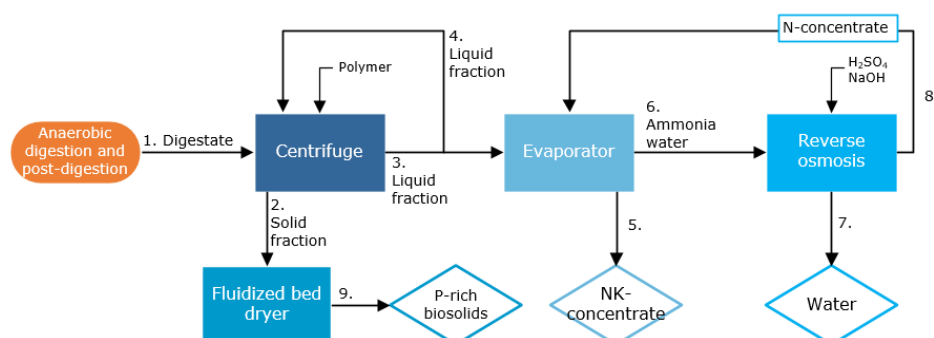 4.
Liquid
fraction
N-concentrate
Polymer
H₂SO₄
NaOH
8
Anaerobic
digestion and
post-digestion
1. Digestate
Centrifuge
3.
Liquid
fraction
Evaporator
6.
Ammonia
water
Reverse
osmosis
2.
Solid
fraction
5.
7.
Fluidized bed
dryer
9.
P-rich
biosolids
NK-
concentrate
Water